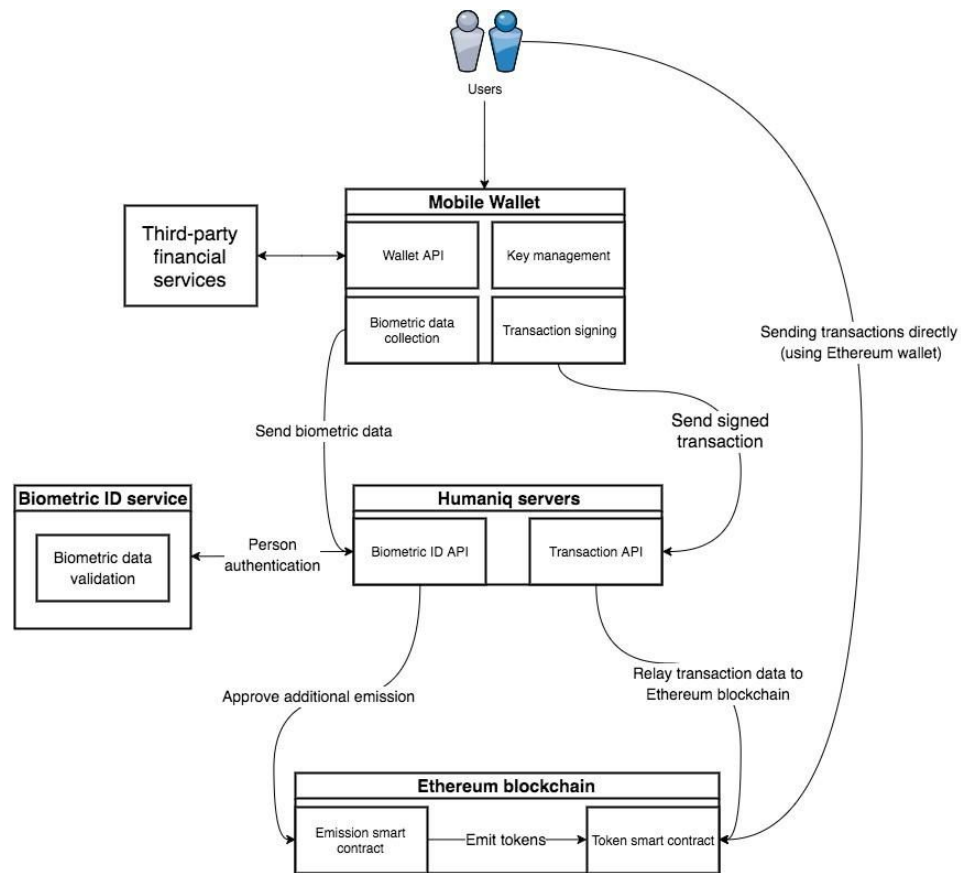 Users
Mobile Wallet
Third-party
financial
services
Wallet API
Key management
Biometric data
collection
Transaction signing
Sending transactions directly
(using Ethereum wallet)
Send biometric data
Send signed
transaction
Biometric ID service
Humaniq servers
Biometric data
validation
Person
authentication
Biometric ID API
Transaction API
Approve additional emission
Relay transaction data to
Ethereum blockchain
Ethereum blockchain
Emission smart
contract
Emit tokens
Token smart contract